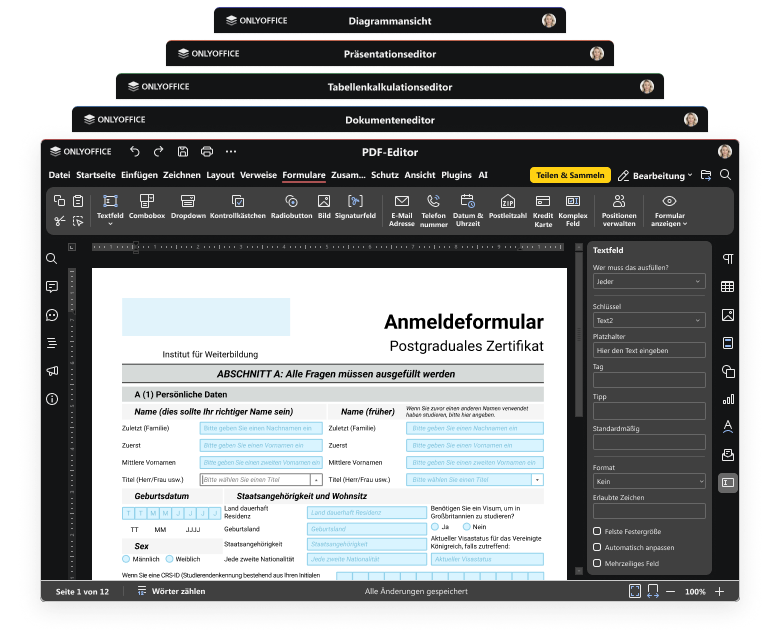 ONLYOFFICE Diagrammansicht
ONLYOFFICE Präsentationseditor
ONLYOFFICE Tabellenkalkulationseditor
ONLYOFFICE Dokumenteneditor
ONLYOFFICE PDF-Editor
Datei Startseite Einfügen Zeichnen Layout Verweise Formulare Zusam... Schutz Ansicht Plugins AI Teilen & Sammeln Bearbeitung
Textfeld Combobox Dropdown Kontrollkästchen Radiobutton Bild Signaturfeld E-Mail Adresse Telefon nummer Datum & Uhrzeit ZIP Postleitzahl Kredit Karte Komplex Feld Positionen verwalten Formular anzeigen
Textfeld
Wer muss das ausfüllen?
Jeder
Schlüssel
Text2
Platzhalter
Hier den Text eingeben
Tag
Tipp
Standardmäßig
Format
Kein
Erlaubte Zeichen
Felste Festergröße
Automatisch anpassen
Mehrzeiliges Feld
Anmeldeformular
Postgraduales Zertifikat
Institut für Weiterbildung
ABSCHNITT A: Alle Fragen müssen ausgefüllt werden
A (1) Persönliche Daten
Name (dies sollte Ihr richtiger Name sein) Name (früher) Wenn Sie zuvor einen anderen Namen verwendet
haben studieren, bitte hier angeben.
Zuletzt (Familie) Bitte geben Sie einen Nachnamen ein Zuletzt (Familie) Bitte geben Sie einen Nachnamen ein
Zuerst Bitte geben Sie einen Vornamen ein Zuerst Bitte geben Sie einen Vornamen ein
Mittlere Vornamen Bitte geben Sie einen zweiten Vornamen ein Mittlere Vornamen Bitte geben Sie einen zweiten Vornamen ein
Titel (Herr/Frau usw.) Bitte wählen Sie einen Titel Titel (Herr/Frau usw.) Bitte wählen Sie einen Titel
Geburtsdatum Staatsangehörigkeit und Wohnsitz
T T M M J J J J
TT MM JJJJ
Sex
Männlich Weiblich
Land dauerhaft
Residenz
Land dauerhaft Residenz
Geburtsland Geburtsland
Staatsangehörigkeit Staatsangehörigkeit
Jede zweite Nationalität Jede zweite Nationalität
Benötigen Sie ein Visum, um in
Großbritannien zu studieren?
Ja Nein
Aktueller Visastatus für das Vereinigte
Königreich, falls zutreffend:
Aktueller Visastatus
Wenn Sie eine CRS-ID (Studierendenkennung bestehend aus Ihren Initialen
Seite 1 von 12 Wörter zählen Alle Änderungen gespeichert 100%